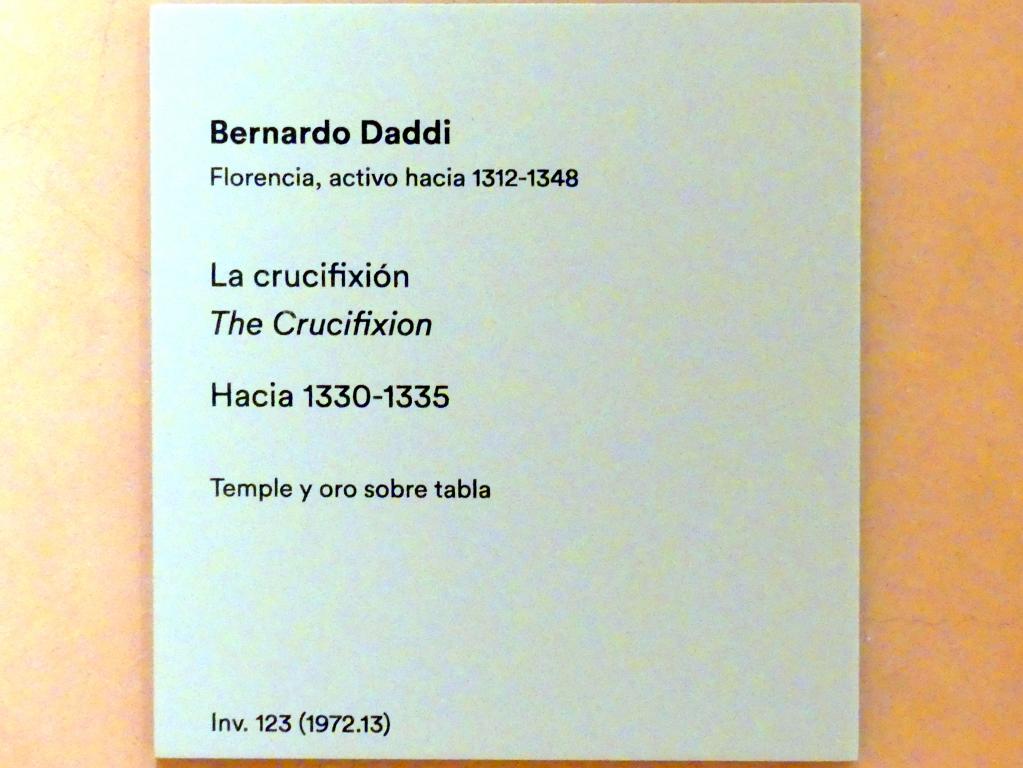 Bernardo Daddi
Florencia, activo hacia 1312-1348
La crucifixión
The Crucifixion
Hacia 1330-1335
Temple y oro sobre tabla
Inv. 123 (1972.13)